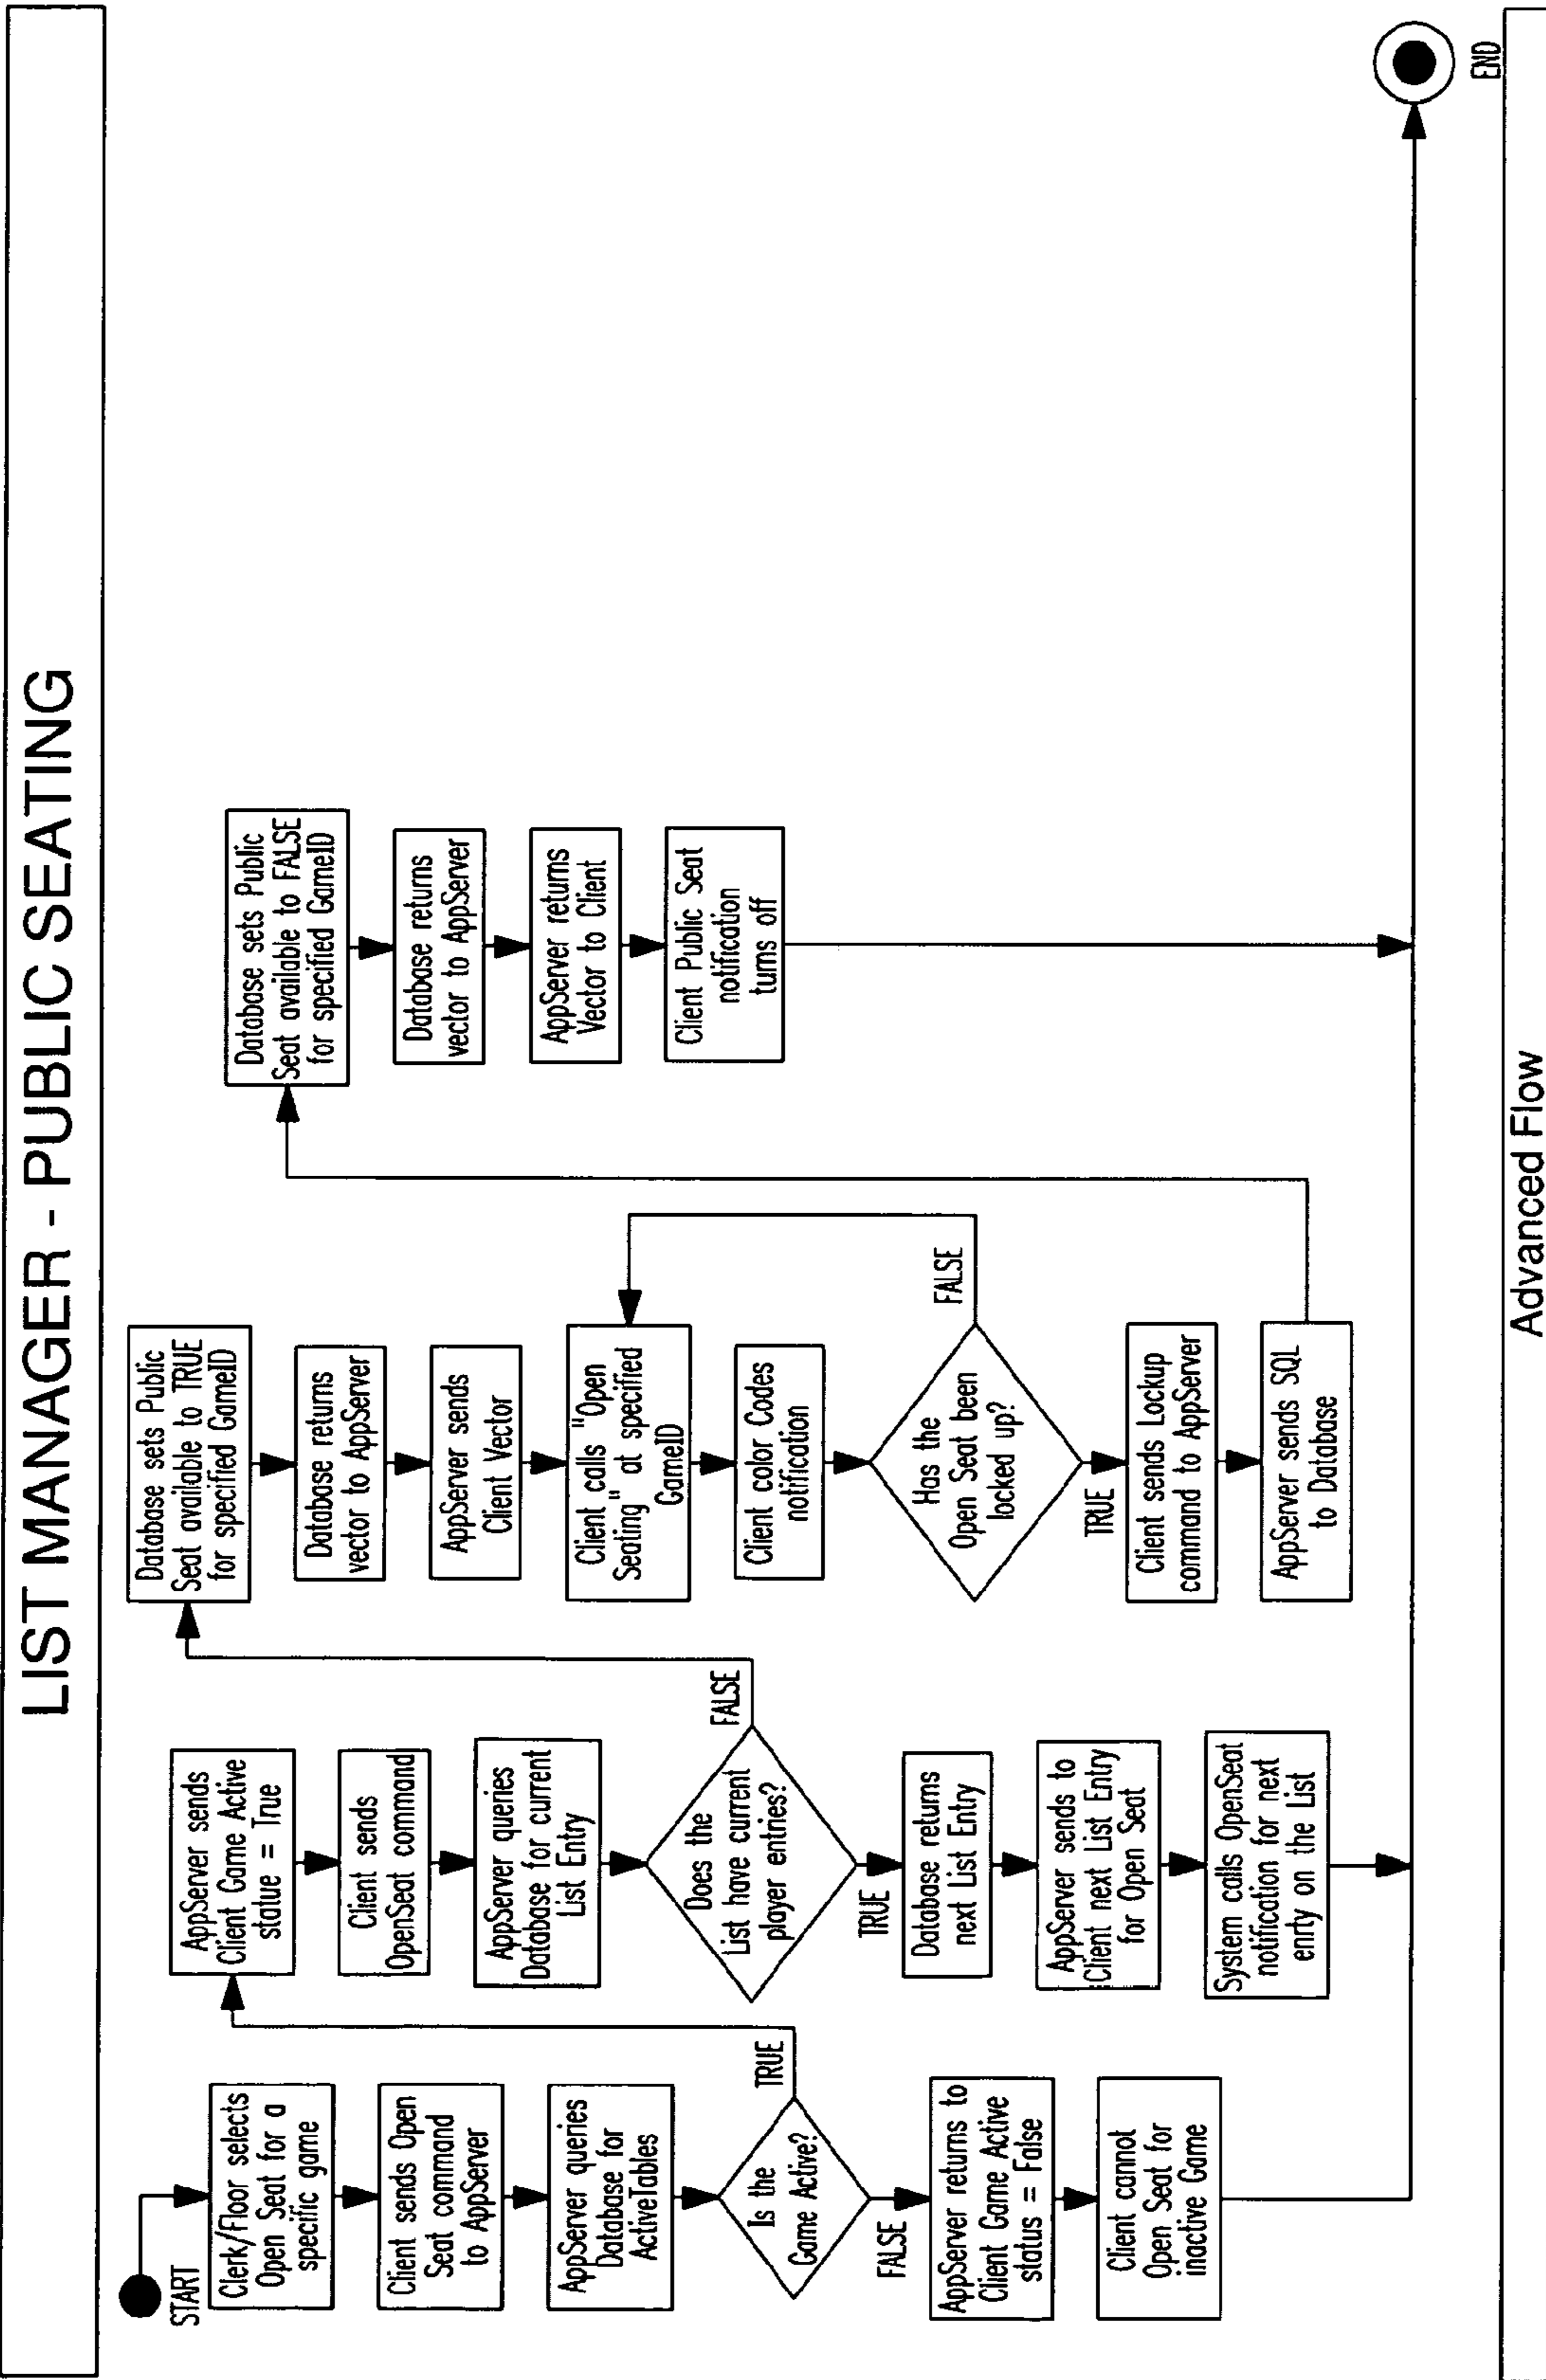 LIST MANAGER - PUBLIC SEATING
START
Clerk/Floor selects
Open Seat for a
specific game
Client sends Open
Seat command
to AppServer
AppServer queries
Database for
ActiveTables
Is the
Game Active?
TRUE
FALSE
AppServer returns to
Client Game Active
status = False
Client cannot
Open Seat for
inactive Game
AppServer sends
Client Game Active
status = True
Client sends
OpenSeat command
AppServer queries
Database for current
List Entry
Does the
List have current
player entries?
FALSE
TRUE
Database returns
next List Entry
AppServer sends to
Client next List Entry
for Open Seat
System calls OpenSeat
notification for next
enrty on the List
Database sets Public
Seat available to TRUE
for specified GameID
Database returns
vector to AppServer
AppServer sends
Client Vector
Client calls "Open
Seating" at specified
GameID
Client color Codes
notification
Has the
Open Seat been
locked up?
FALSE
TRUE
Client sends Lockup
command to AppServer
AppServer sends SQL
to Database
Database sets Public
Seat available to FALSE
for specified GameID
Database returns
vector to AppServer
AppServer returns
Vector to Client
Client Public Seat
notification
turns off
END
Advanced Flow